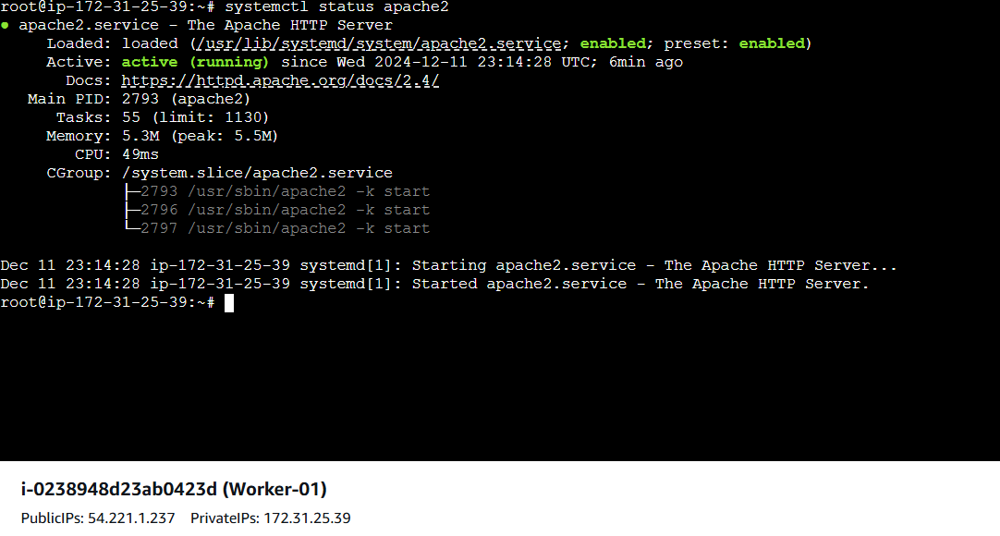 root@ip-172-31-25-39:~# systemctl status apache2
● apache2.service - The Apache HTTP Server
Loaded: loaded (/usr/lib/systemd/system/apache2.service; enabled; preset: enabled)
Active: active (running) since Wed 2024-12-11 23:14:28 UTC; 6min ago
Docs: https://httpd.apache.org/docs/2.4/
Main PID: 2793 (apache2)
Tasks: 55 (limit: 1130)
Memory: 5.3M (peak: 5.5M)
CPU: 49ms
CGroup: /system.slice/apache2.service
├─2793 /usr/sbin/apache2 -k start
├─2796 /usr/sbin/apache2 -k start
└─2797 /usr/sbin/apache2 -k start
Dec 11 23:14:28 ip-172-31-25-39 systemd[1]: Starting apache2.service - The Apache HTTP Server...
Dec 11 23:14:28 ip-172-31-25-39 systemd[1]: Started apache2.service - The Apache HTTP Server.
root@ip-172-31-25-39:~#
i-0238948d23ab0423d (Worker-01)
PublicIPs: 54.221.1.237 PrivateIPs: 172.31.25.39